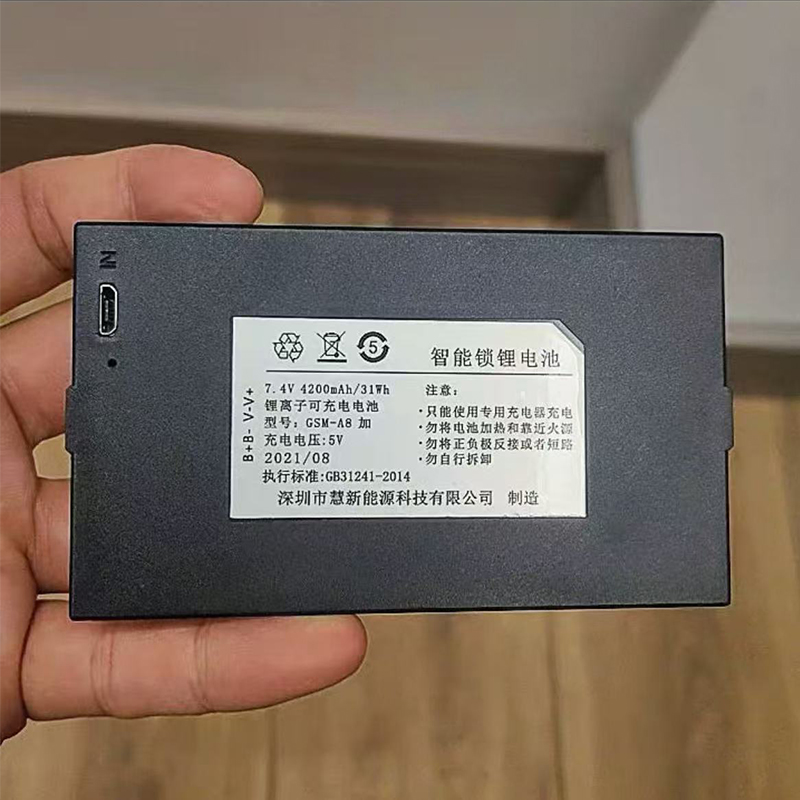 IN
B+B- V-V+
5
智能锁锂电池
7.4V 4200mAh/31Wh
锂离子可充电电池
型号: GSM-A8 加
充电电压:5V
2021/08
执行标准:GB31241-2014
注意:
·只能使用专用充电器充电
·勿将电池加热和靠近火源
·勿将正负极反接或者短路
·勿自行拆卸
深圳市慧新能源科技有限公司 制造